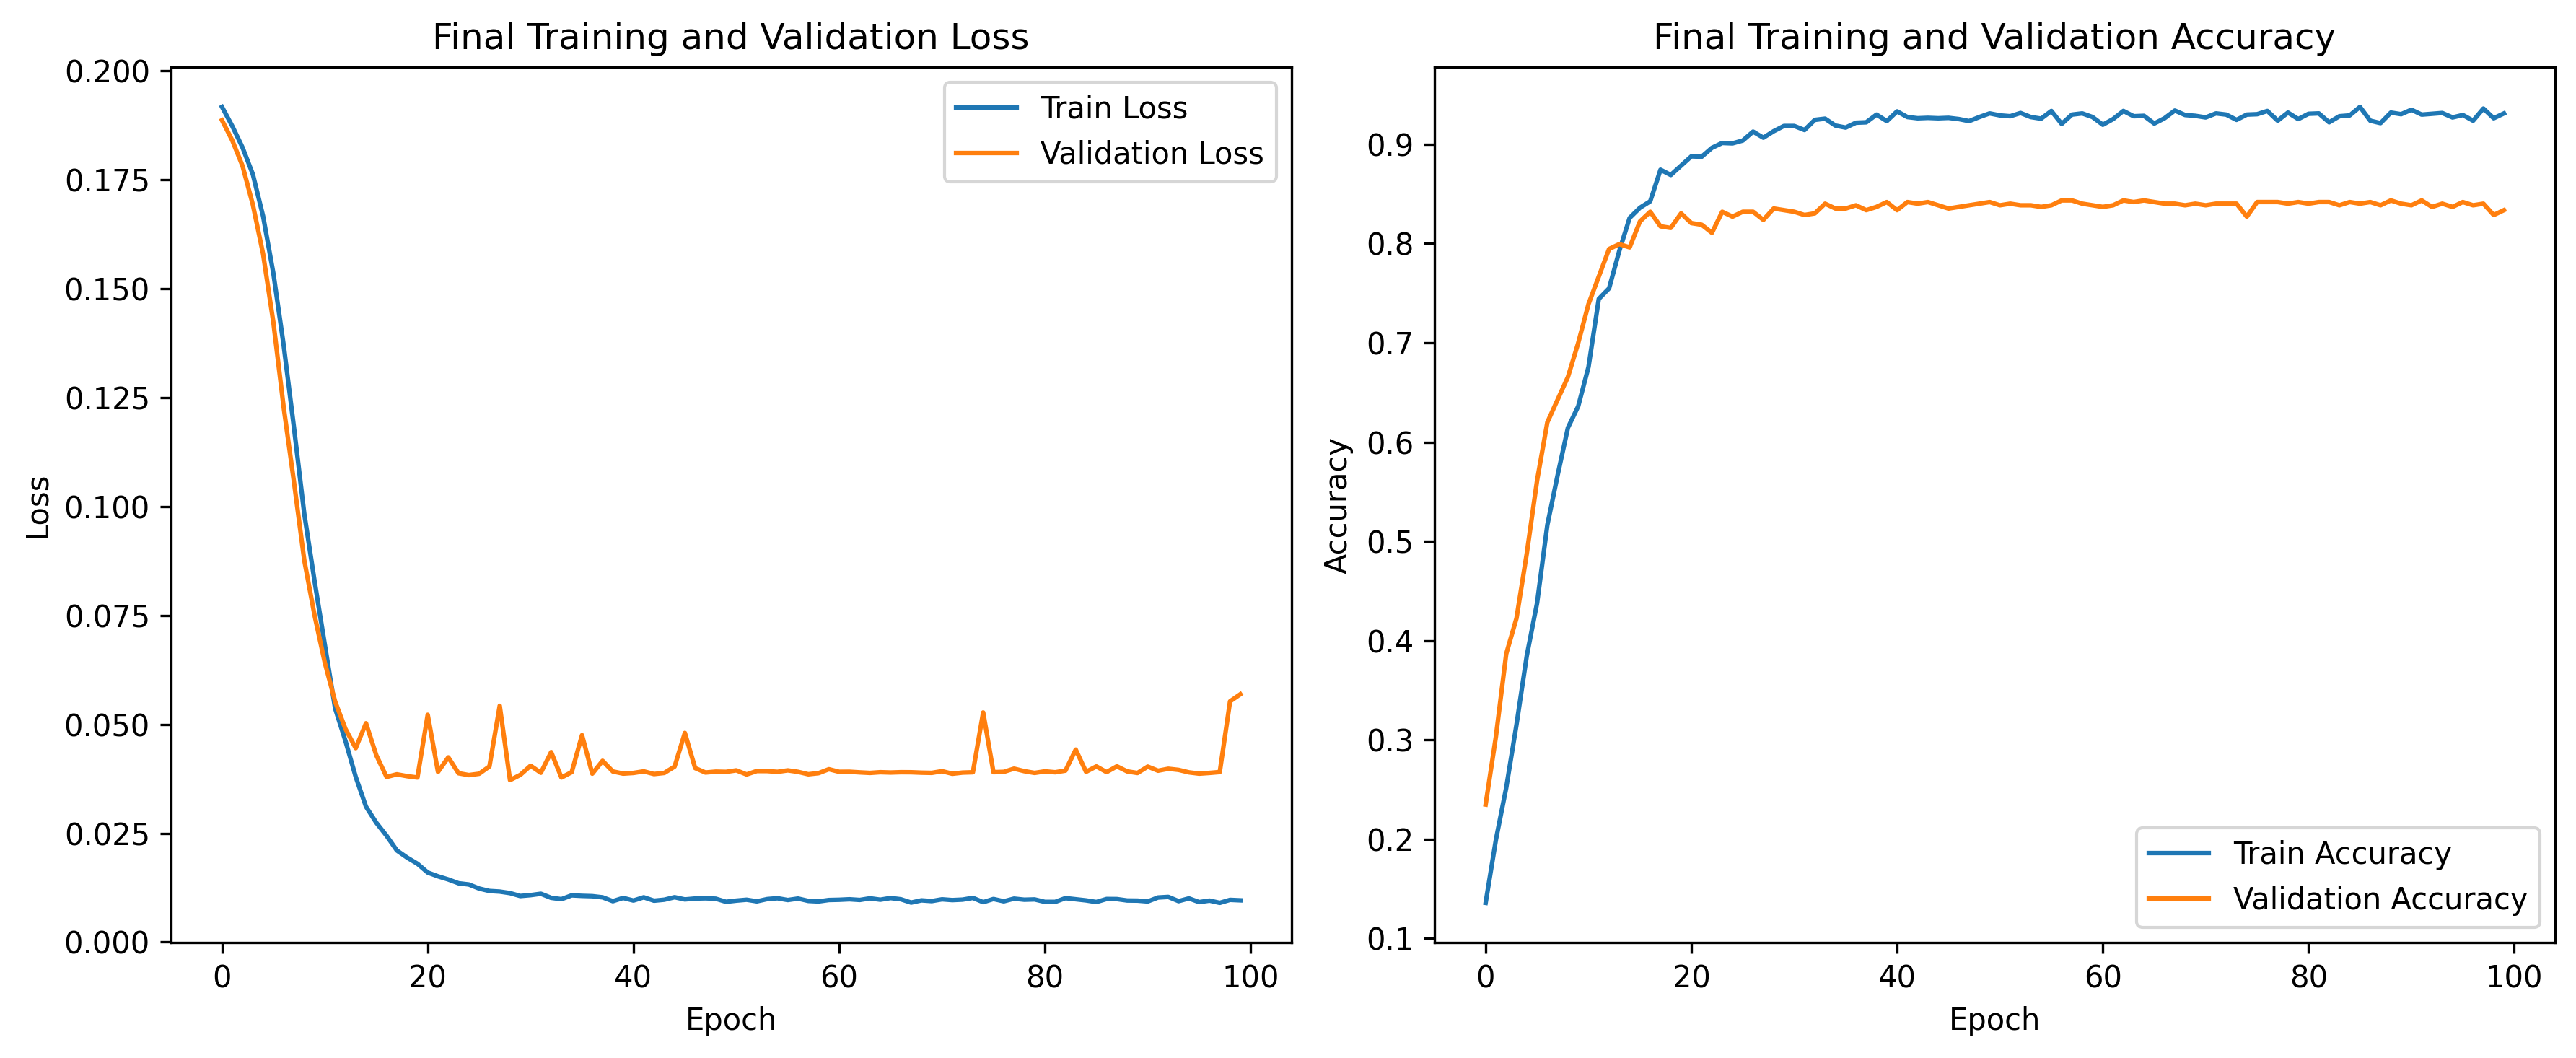 Final Training and Validation Loss
0.200
0.175
0.150
0.125
0.100
0.075
0.050
0.025
0.000
Loss
0 20 40 60 80 100
Epoch
Train Loss
Validation Loss
Final Training and Validation Accuracy
0.9
0.8
0.7
0.6
0.5
0.4
0.3
0.2
0.1
Accuracy
0 20 40 60 80 100
Epoch
Train Accuracy
Validation Accuracy